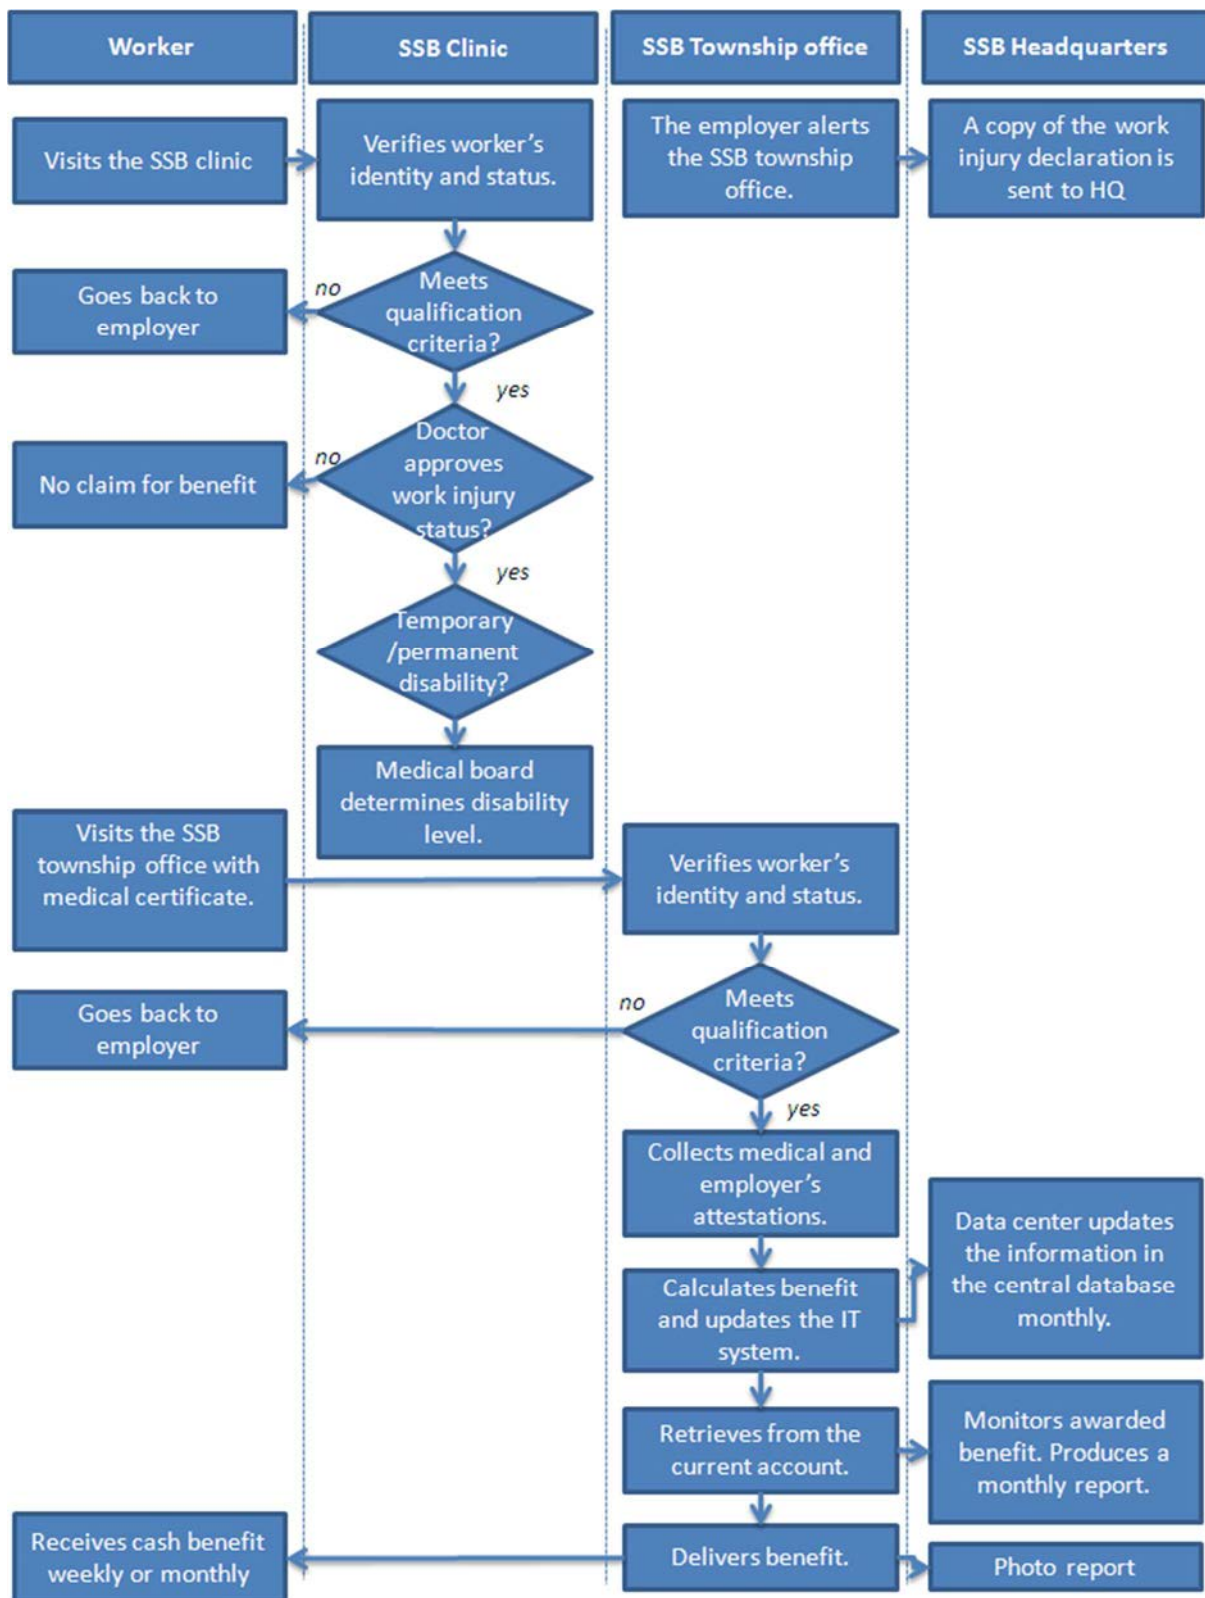 Worker
SSB Clinic
SSB Township office
SSB Headquarters
Visits the SSB clinic
Verifies worker's
identity and status.
The employer alerts
the SSB township
office.
A copy of the work
injury declaration is
sent to HQ
Goes back to
employer
no
Meets
qualification
criteria?
yes
No claim for benefit
no
Doctor
approves
work injury
status?
yes
Temporary
/permanent
disability?
Medical board
determines disability
level.
Visits the SSB
township office with
medical certificate.
Verifies worker's
identity and status.
Goes back to
employer
no
Meets
qualification
criteria?
yes
Collects medical and
employer's
attestations.
Calculates benefit
and updates the IT
system.
Data center updates
the information in
the central database
monthly.
Retrieves from the
current account.
Monitors awarded
benefit. Produces a
monthly report.
Receives cash benefit
weekly or monthly
Delivers benefit.
Photo report